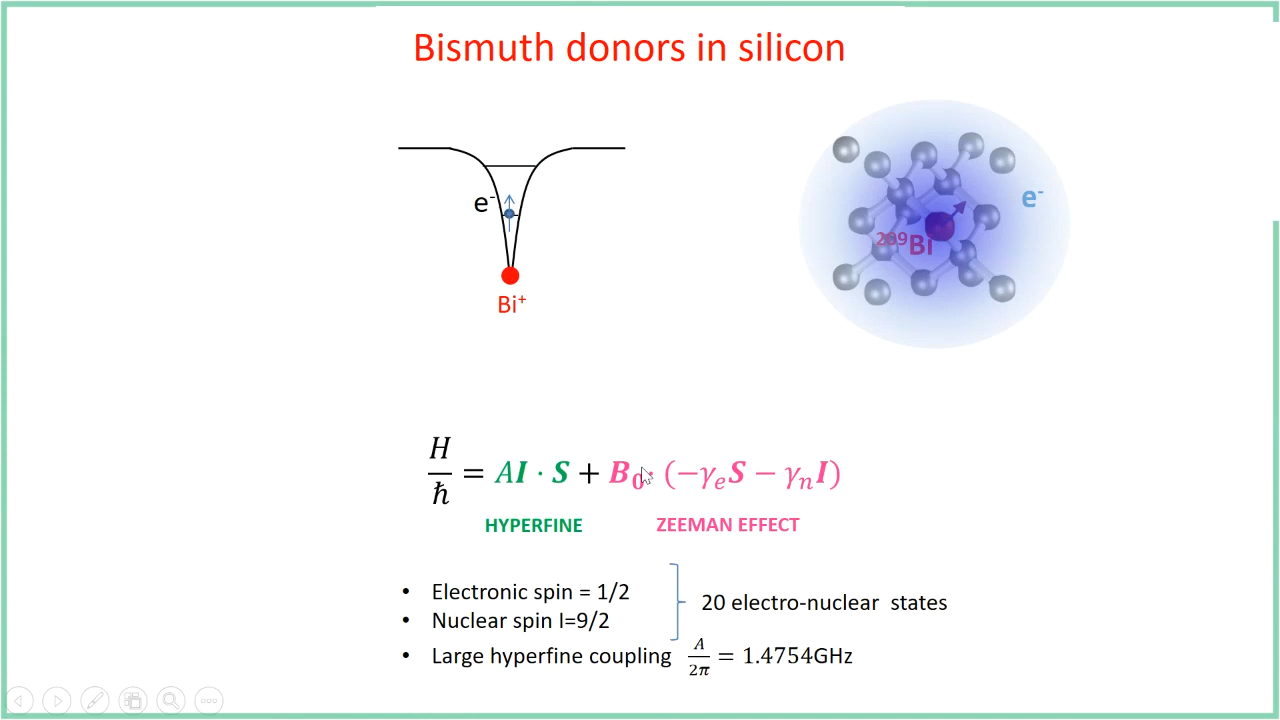 Bismuth donors in silicon
e⁻
Bi⁺
e⁻
²⁰⁹Bi
H/ħ = AI · S + B₀· (−γₑS − γₙI)
HYPERFINE
ZEEMAN EFFECT
• Electronic spin = 1/2
• Nuclear spin I=9/2
20 electro-nuclear states
• Large hyperfine coupling A/2π = 1.4754GHz